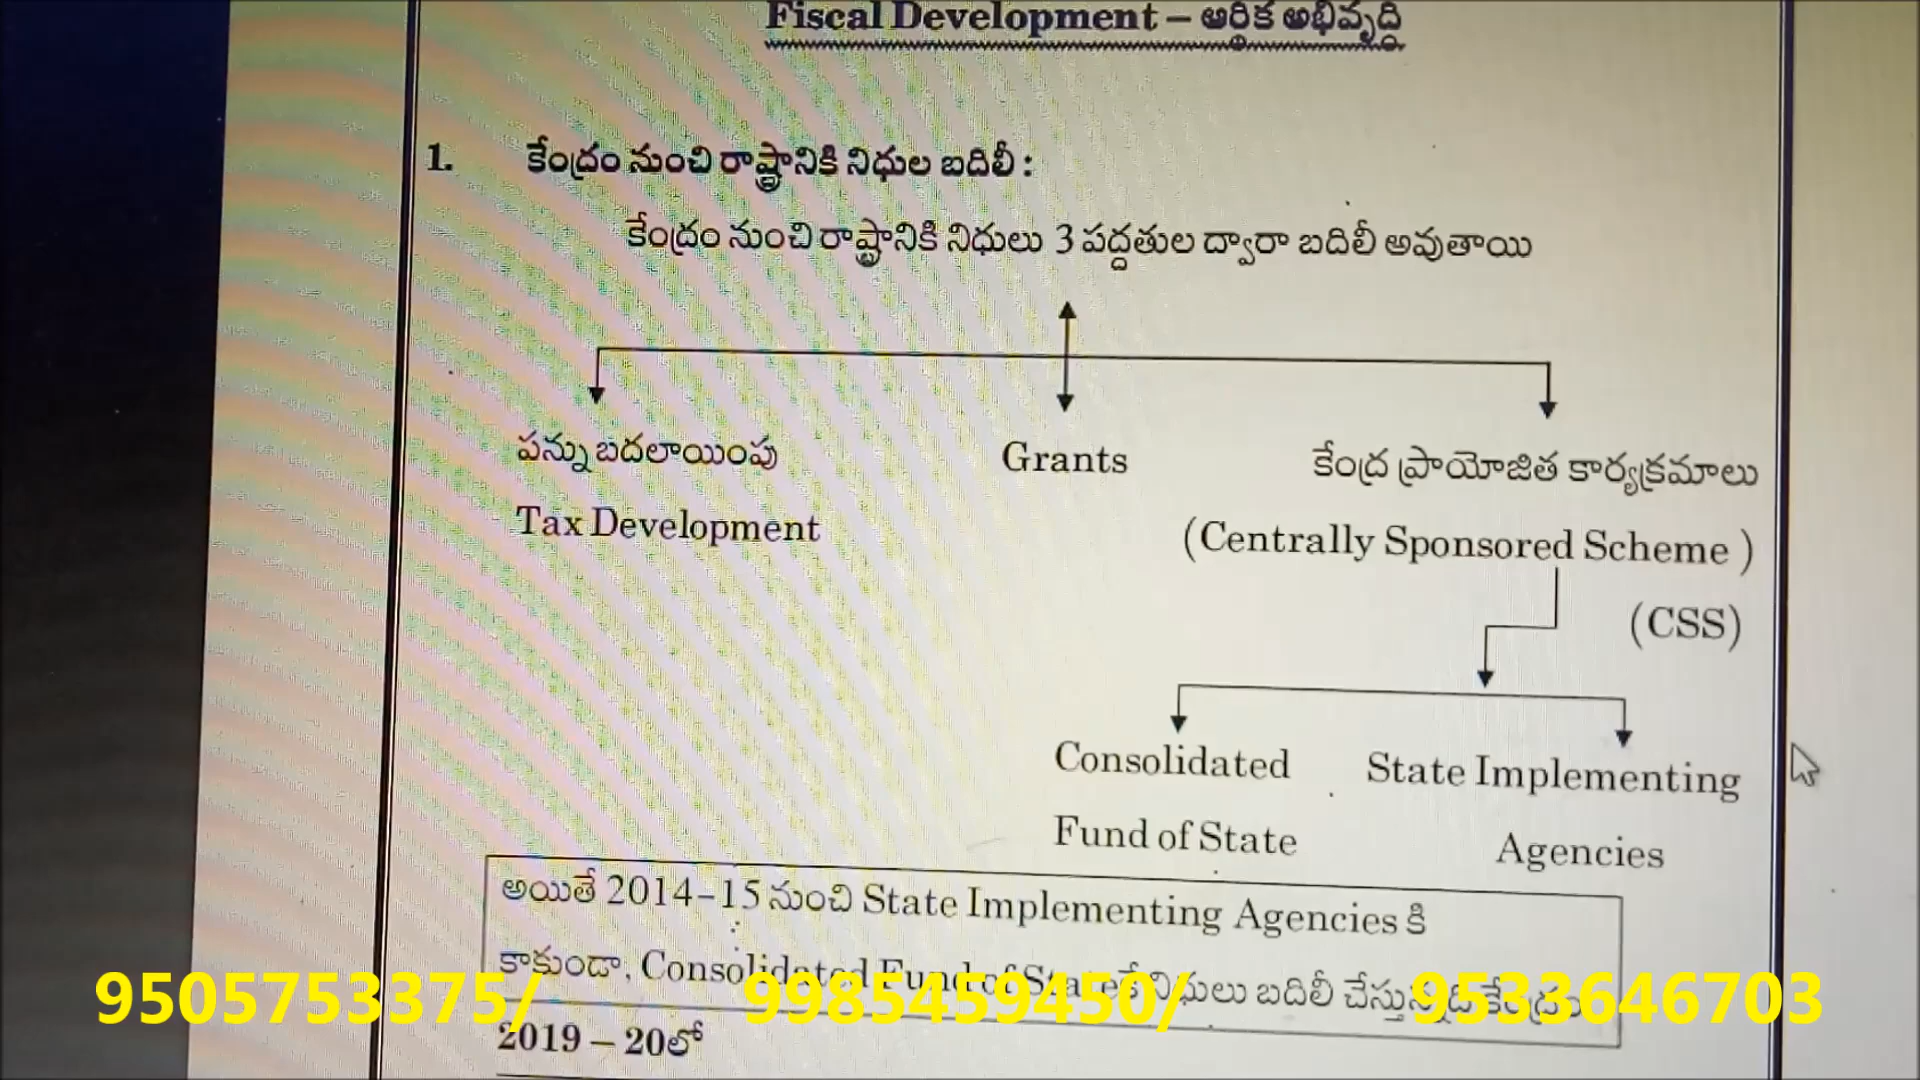 Fiscal Development – ఆర్థిక అభివృద్ధి
1. కేంద్రం నుంచి రాష్ట్రానికి నిధుల బదిలీ :
కేంద్రం నుంచి రాష్ట్రానికి నిధులు 3 పద్దతుల ద్వారా బదిలీ అవుతాయి
పన్ను బదలాయింపు
Tax Development
Grants
కేంద్ర ప్రాయోజిత కార్యక్రమాలు
(Centrally Sponsored Scheme )
(CSS)
Consolidated
Fund of State
State Implementing
Agencies
అయితే 2014–15 నుంచి State Implementing Agencies కి
కాకుండా, Consolidated Fund of State కే నిధులు బదిలీ చేస్తున్నది కేంద్రం
9505753375/ 9985459450/ 9533646703
2019 – 20లో